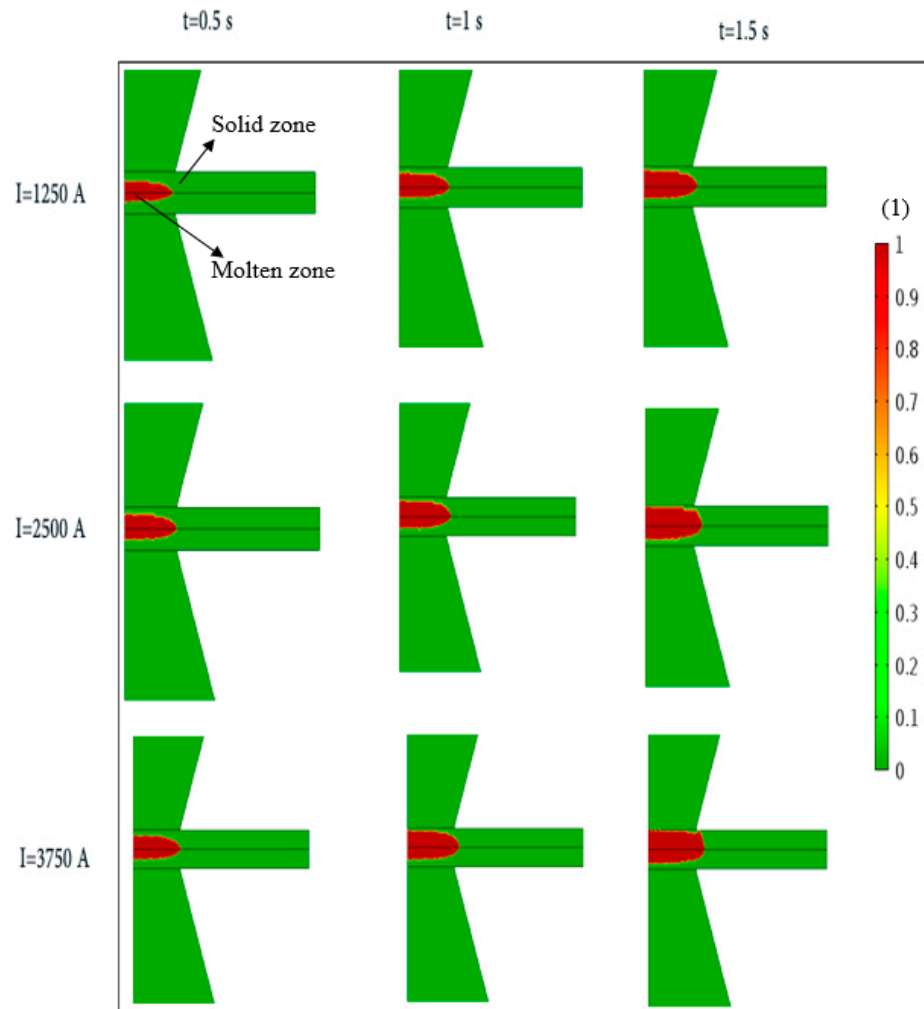 t=0.5 s
t=1 s
t=1.5 s
Solid zone
I=1250 A
Molten zone
(1)
1
0.9
0.8
0.7
0.6
I=2500 A
0.5
0.4
0.3
0.2
0.1
0
I=3750 A